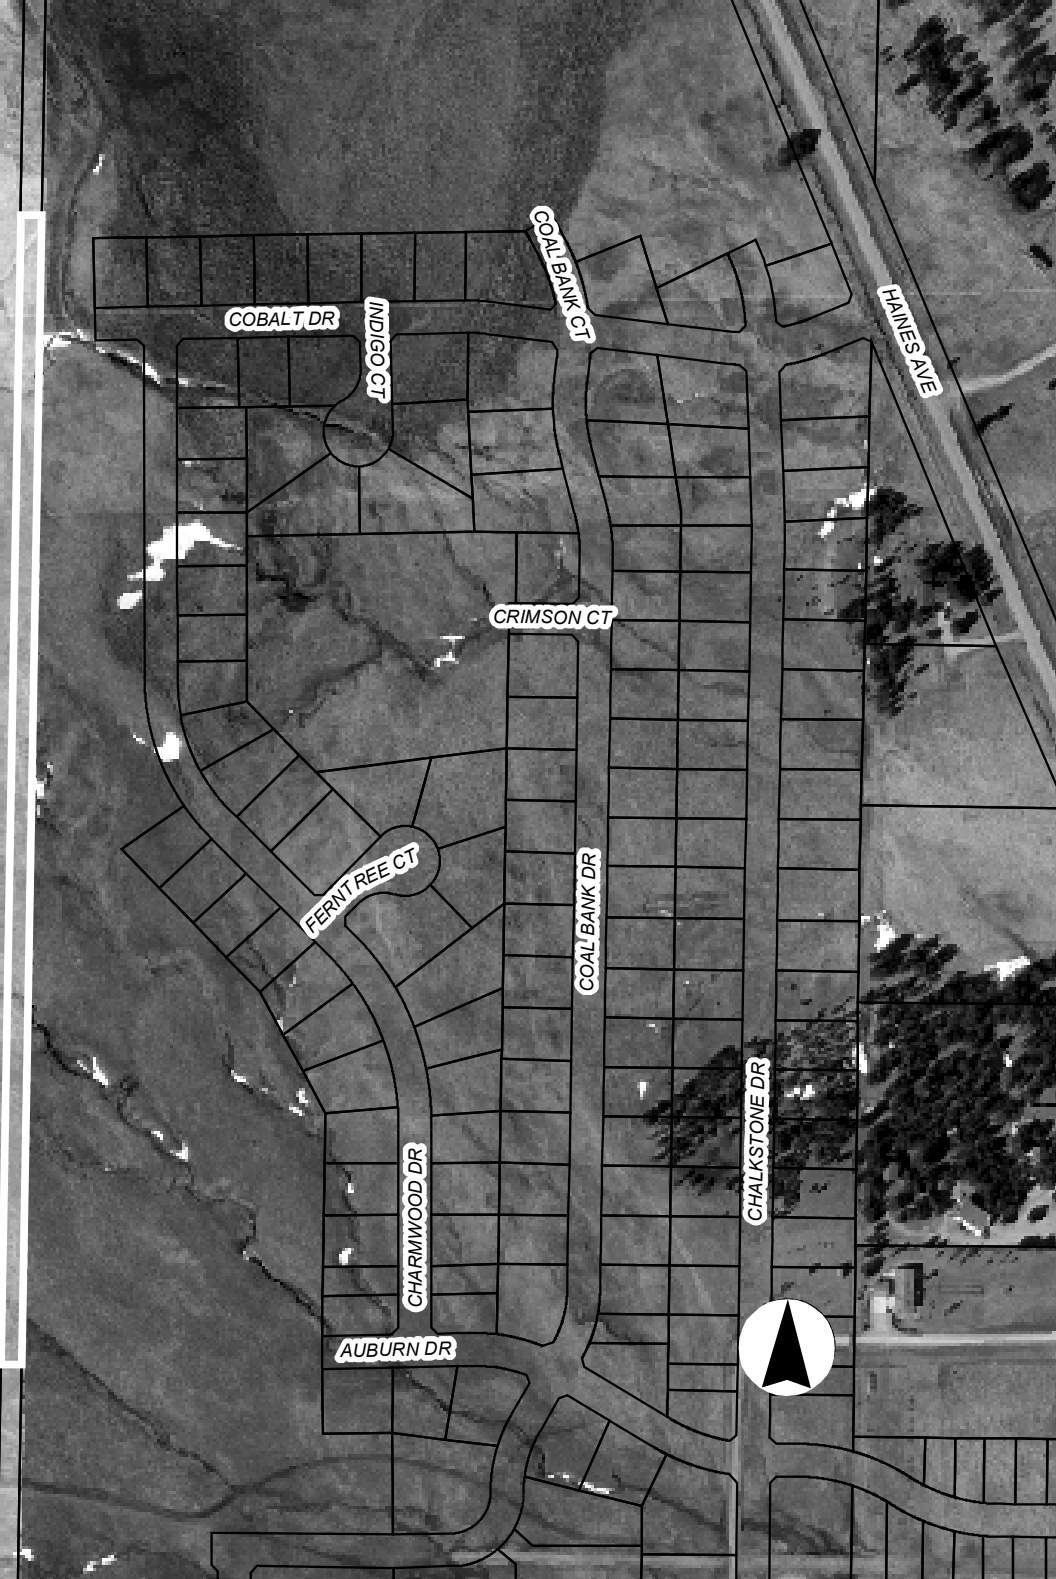 COAL BANK CT
COBALT DR
INDIGO CT
HAINES AVE
CRIMSON CT
FERNTREE CT
COAL BANK DR
CHALKSTONE DR
CHARMWOOD DR
AUBURN DR